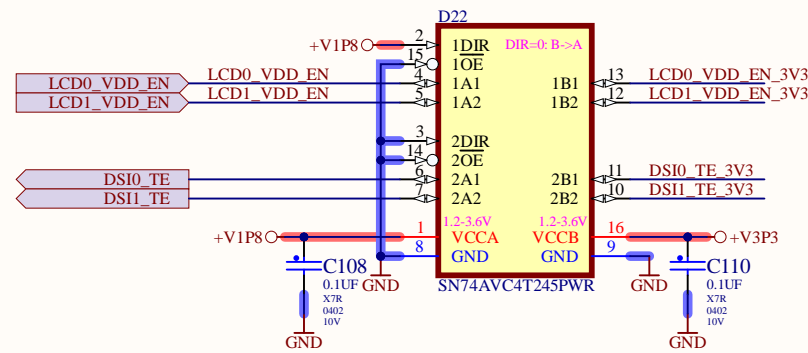 D22
+V1P8
2
1DIR
DIR=0: B->A
15
1OE
LCD0_VDD_EN
LCD0_VDD_EN
4
1A1
1B1
13
LCD0_VDD_EN_3V3
LCD1_VDD_EN
LCD1_VDD_EN
5
1A2
1B2
12
LCD1_VDD_EN_3V3
3
2DIR
14
2OE
DSI0_TE
6
2A1
2B1
11
DSI0_TE_3V3
DSI1_TE
7
2A2
2B2
10
DSI1_TE_3V3
1.2-3.6V
1.2-3.6V
+V1P8
1
VCCA
VCCB
16
+V3P3
8
GND
GND
9
C108
0.1UF
X7R
0402
10V
GND
GND
SN74AVC4T245PWR
GND
C110
0.1UF
X7R
0402
10V
GND